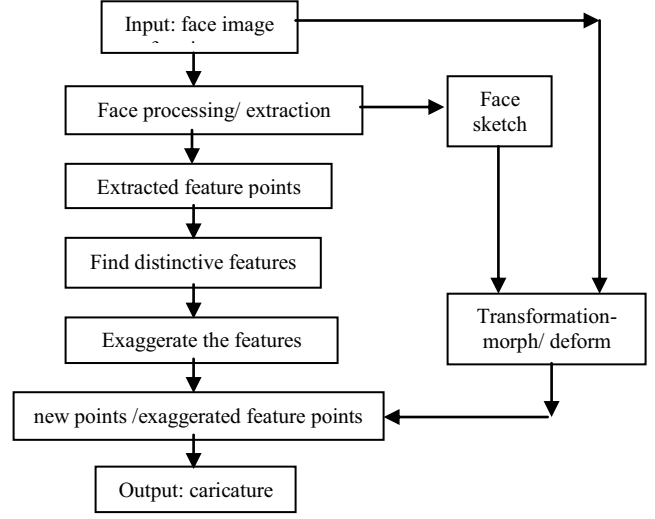 Input: face image
Face processing/ extraction
Face
sketch
Extracted feature points
Find distinctive features
Exaggerate the features
Transformation-
morph/ deform
new points /exaggerated feature points
Output: caricature